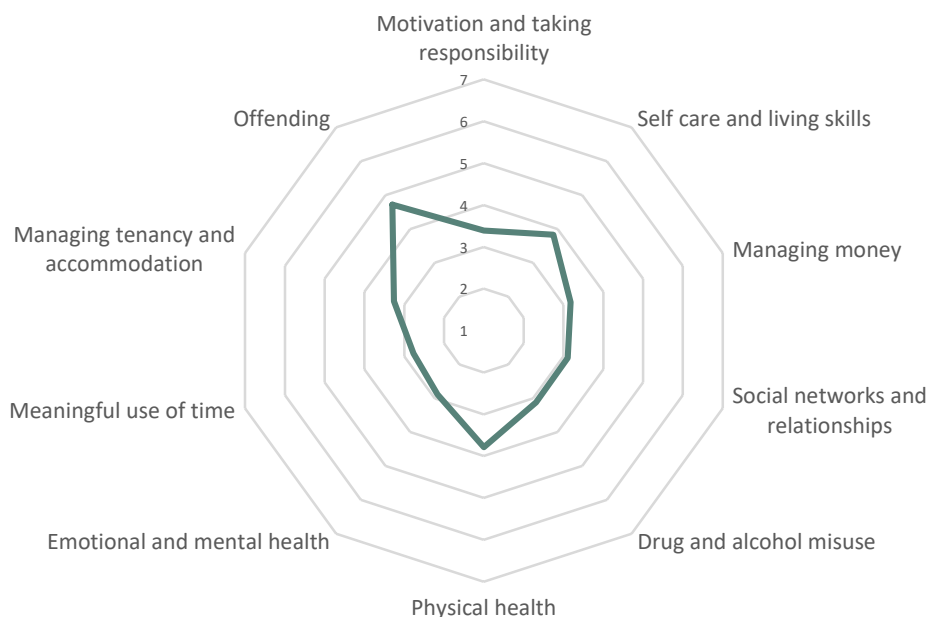 Motivation and taking
responsibility
7
Offending
Self care and living skills
6
5
4
Managing tenancy and
accommodation
Managing money
3
2
1
Meaningful use of time
Social networks and
relationships
Emotional and mental health
Drug and alcohol misuse
Physical health